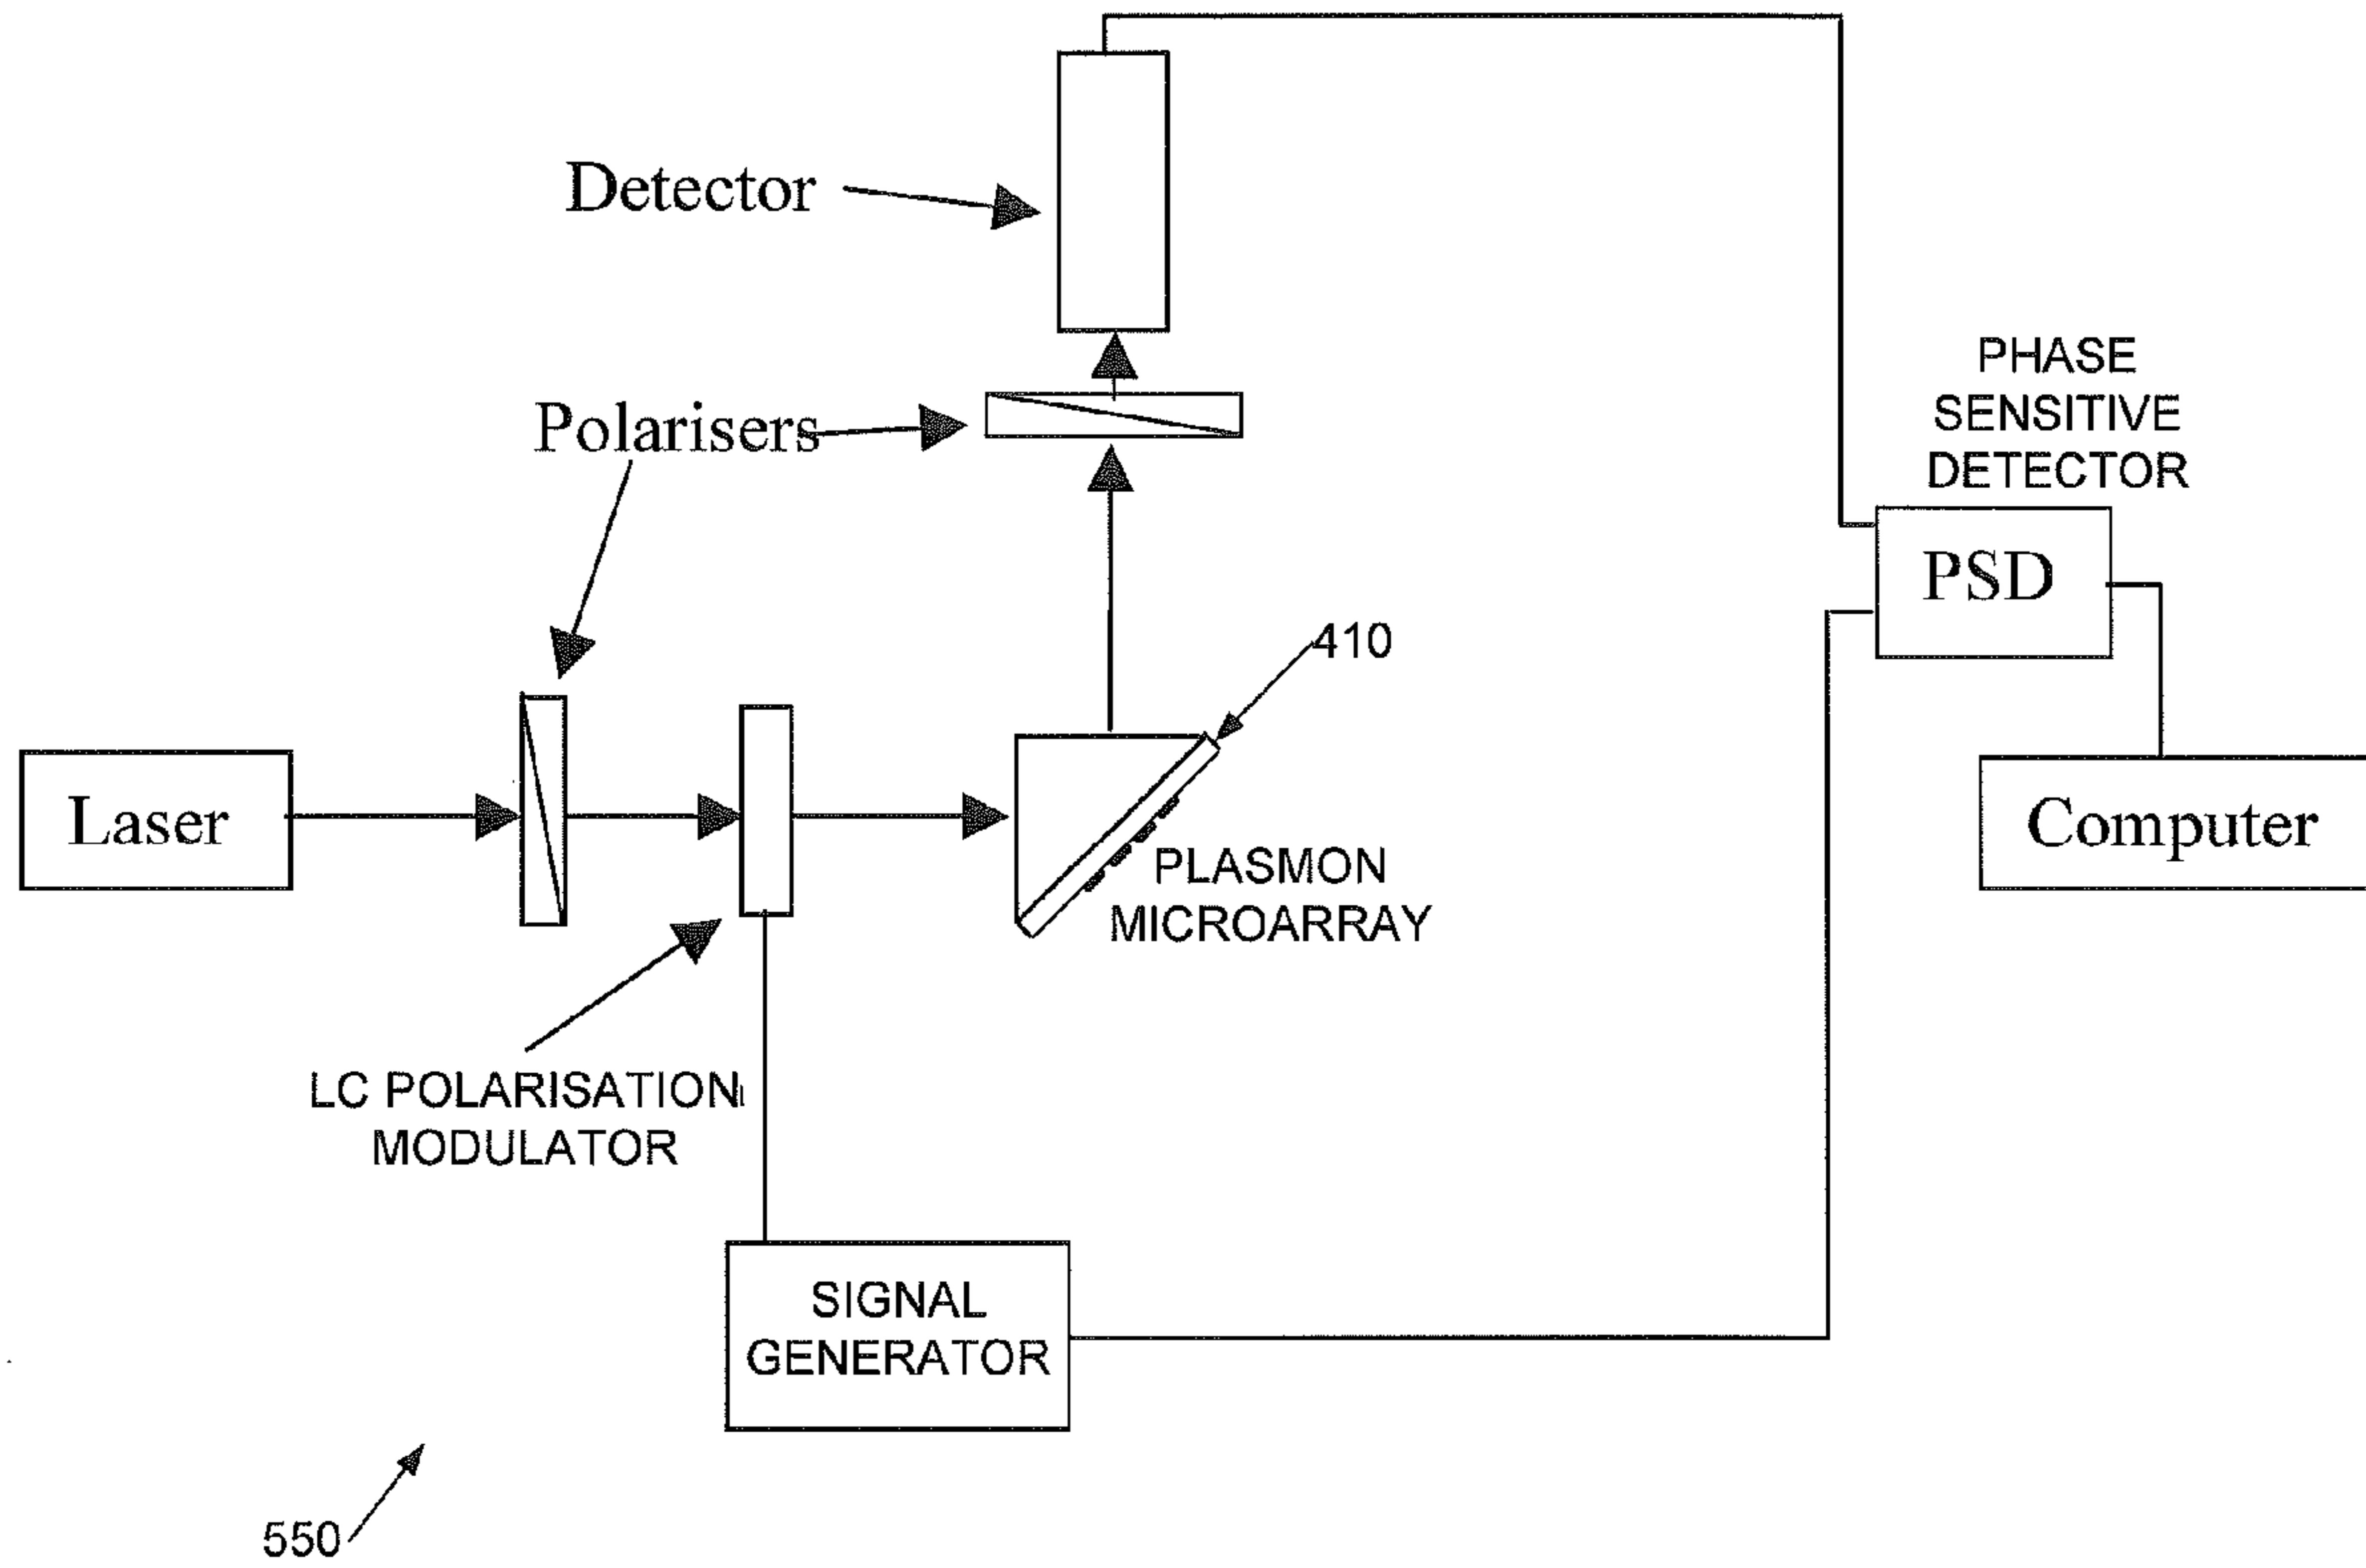 Detector
PHASE
SENSITIVE
DETECTOR
Polarisers
PSD
410
Laser
Computer
PLASMON
MICROARRAY
LC POLARISATION
MODULATOR
SIGNAL
GENERATOR
550